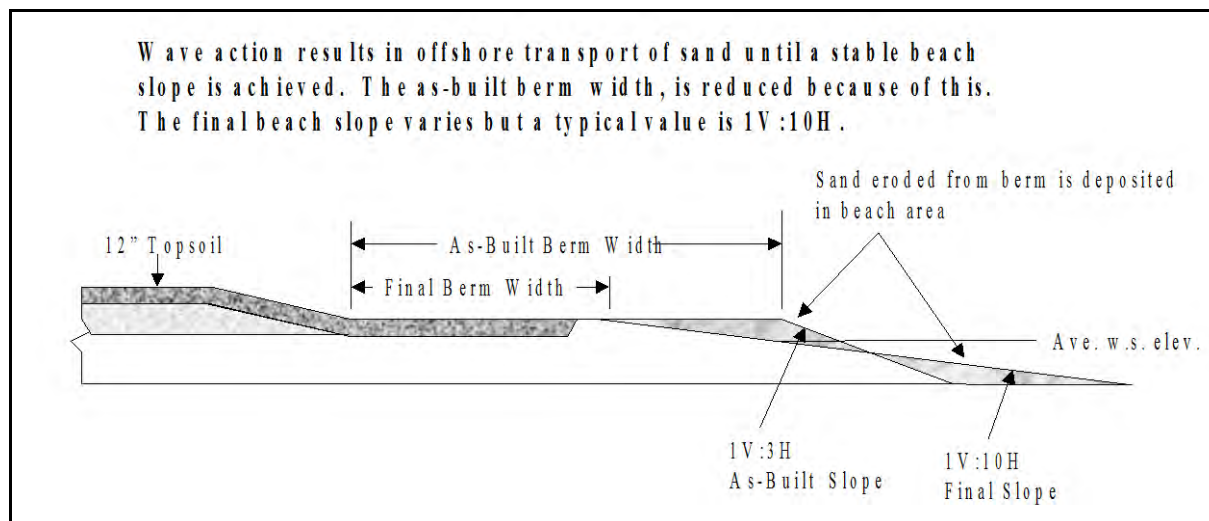 Wave action results in offshore transport of sand until a stable beach
slope is achieved. The as-built berm width, is reduced because of this.
The final beach slope varies but a typical value is 1V:10H.
Sand eroded from berm is deposited
in beach area
12” Topsoil
As-Built Berm Width
Final Berm Width
Ave. w.s. elev.
1V:3H
As-Built Slope
1V:10H
Final Slope